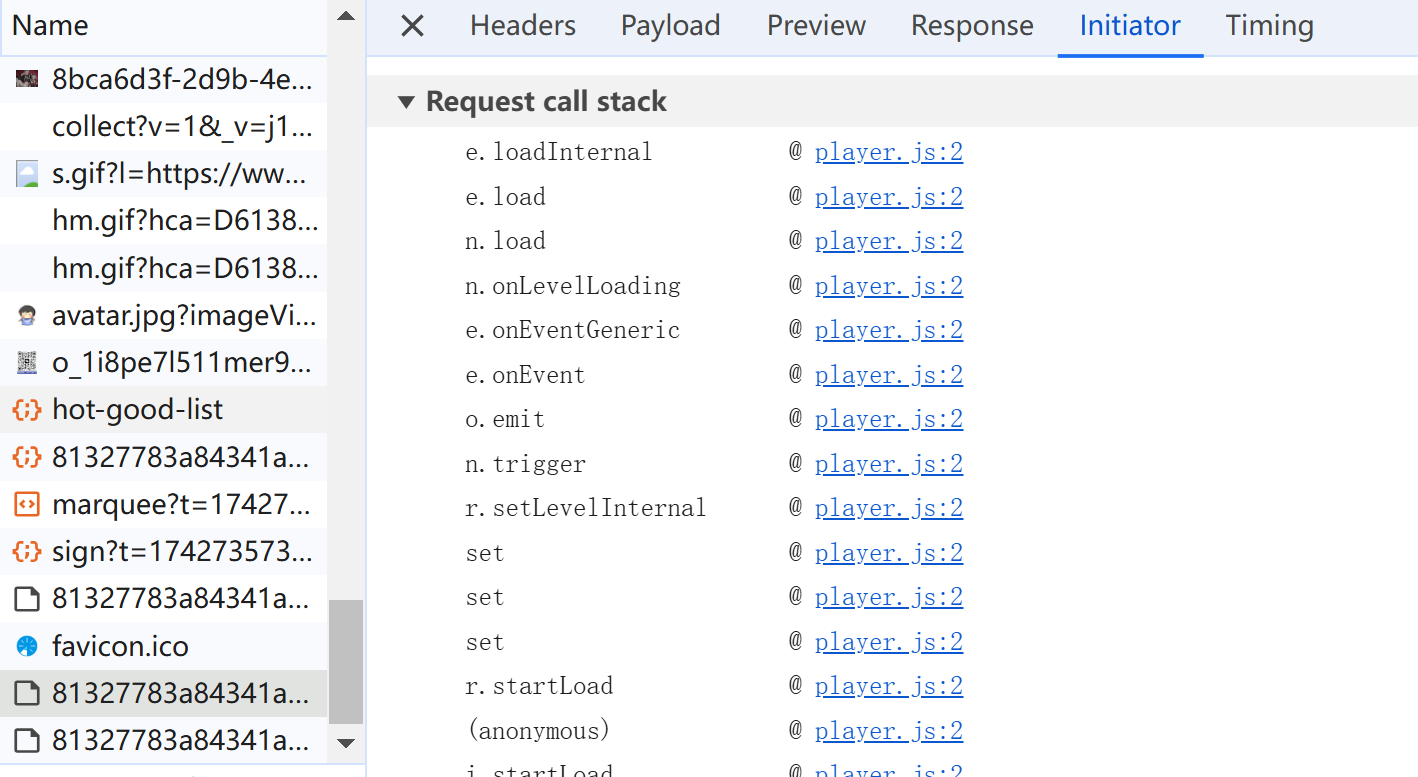 Name
8bca6d3f-2d9b-4e...
collect?v=1&_v=j1...
s.gif?l=https://ww...
hm.gif?hca=D6138...
hm.gif?hca=D6138...
avatar.jpg?imageVi...
o_1i8pe7l511mer9...
hot-good-list
81327783a84341a...
marquee?t=17427...
sign?t=174273573...
81327783a84341a...
favicon.ico
81327783a84341a...
81327783a84341a...
Headers Payload Preview Response Initiator Timing
Request call stack
e.loadInternal @ player.js:2
e.load @ player.js:2
n.load @ player.js:2
n.onLevelLoading @ player.js:2
e.onEventGeneric @ player.js:2
e.onEvent @ player.js:2
o.emit @ player.js:2
n.trigger @ player.js:2
r.setLevelInternal @ player.js:2
set @ player.js:2
set @ player.js:2
set @ player.js:2
r.startLoad @ player.js:2
(anonymous) @ player.js:2
startLoad @ player.js:2